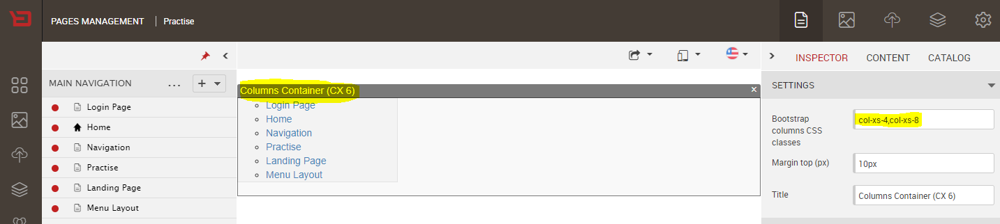 PAGES MANAGEMENT Practise
MAIN NAVIGATION ... +
Login Page
Home
Navigation
Practise
Landing Page
Menu Layout
Columns Container (CX 6) ×
Login Page
Home
Navigation
Practise
Landing Page
Menu Layout
INSPECTOR CONTENT CATALOG
SETTINGS
Bootstrap
columns CSS
classes
col-xs-4,col-xs-8
Margin top (px) 10px
Title Columns Container (CX 6)